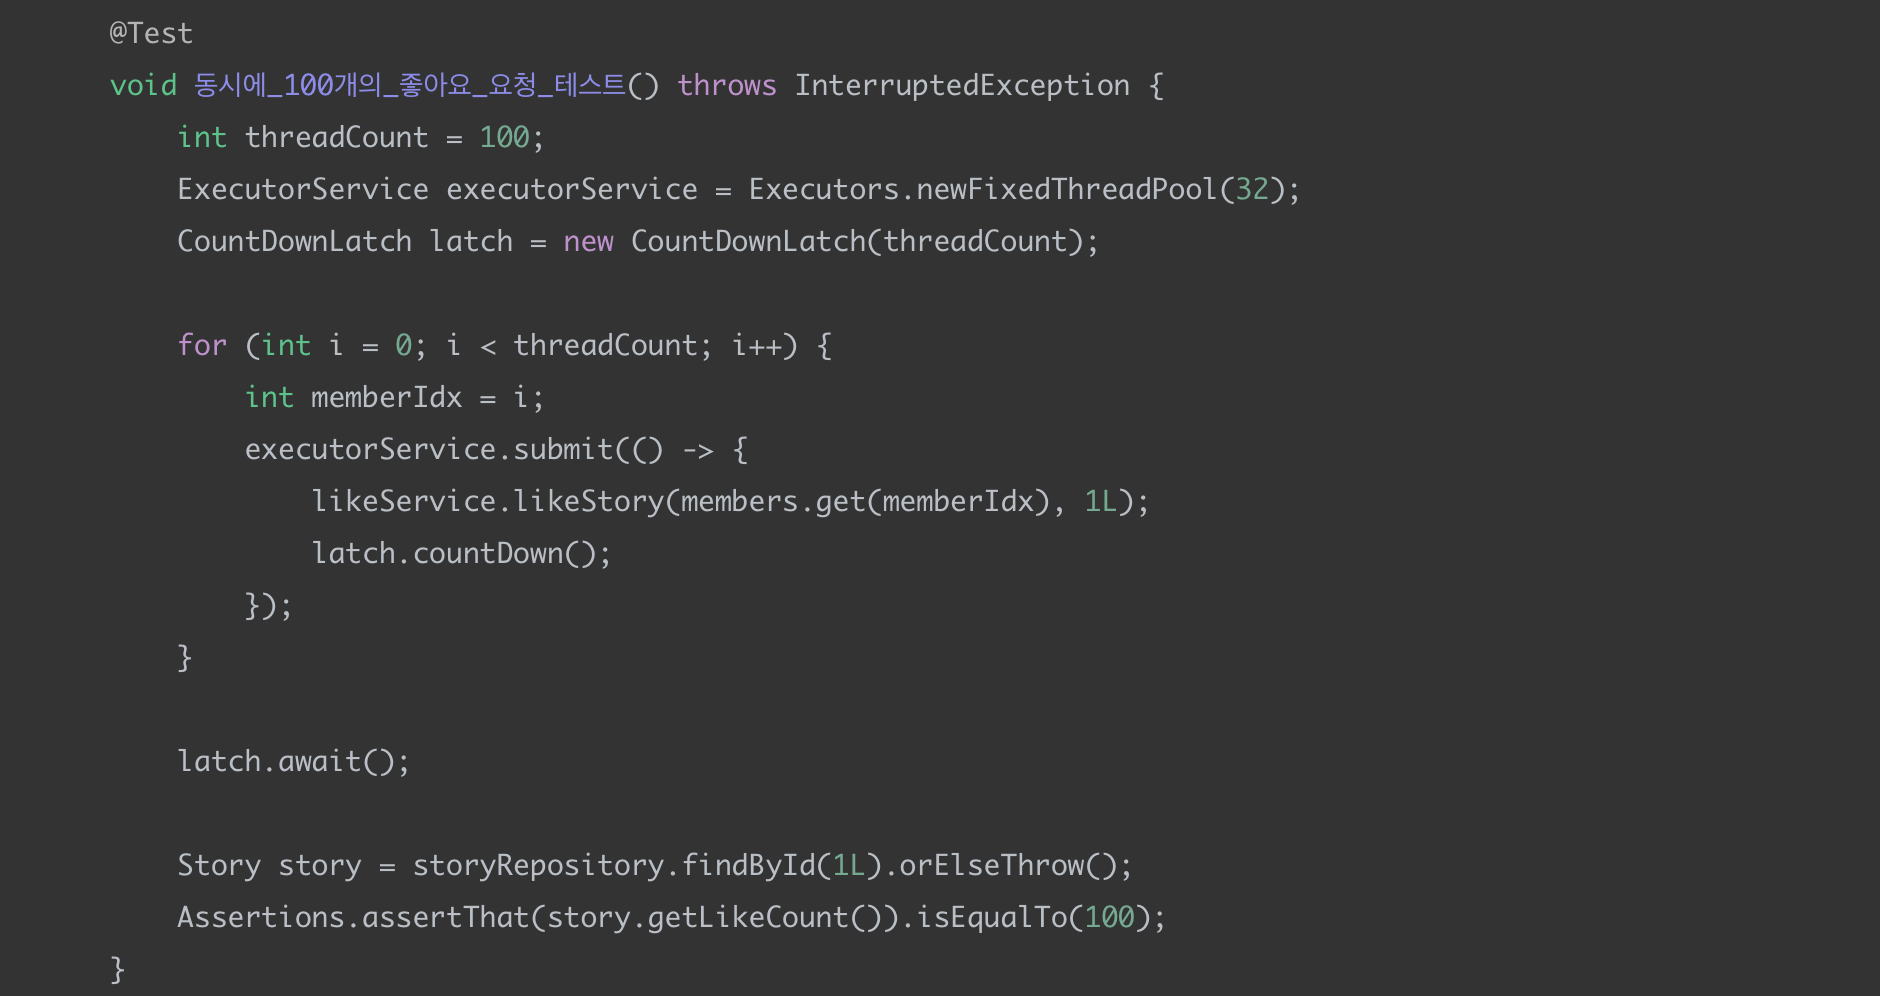 @Test
void 동시에_100개의_좋아요_요청_테스트() throws InterruptedException {
    int threadCount = 100;
    ExecutorService executorService = Executors.newFixedThreadPool(32);
    CountDownLatch latch = new CountDownLatch(threadCount);

    for (int i = 0; i < threadCount; i++) {
        int memberIdx = i;
        executorService.submit(() -> {
            likeService.likeStory(members.get(memberIdx), 1L);
            latch.countDown();
        });
    }

    latch.await();

    Story story = storyRepository.findById(1L).orElseThrow();
    Assertions.assertThat(story.getLikeCount()).isEqualTo(100);
}